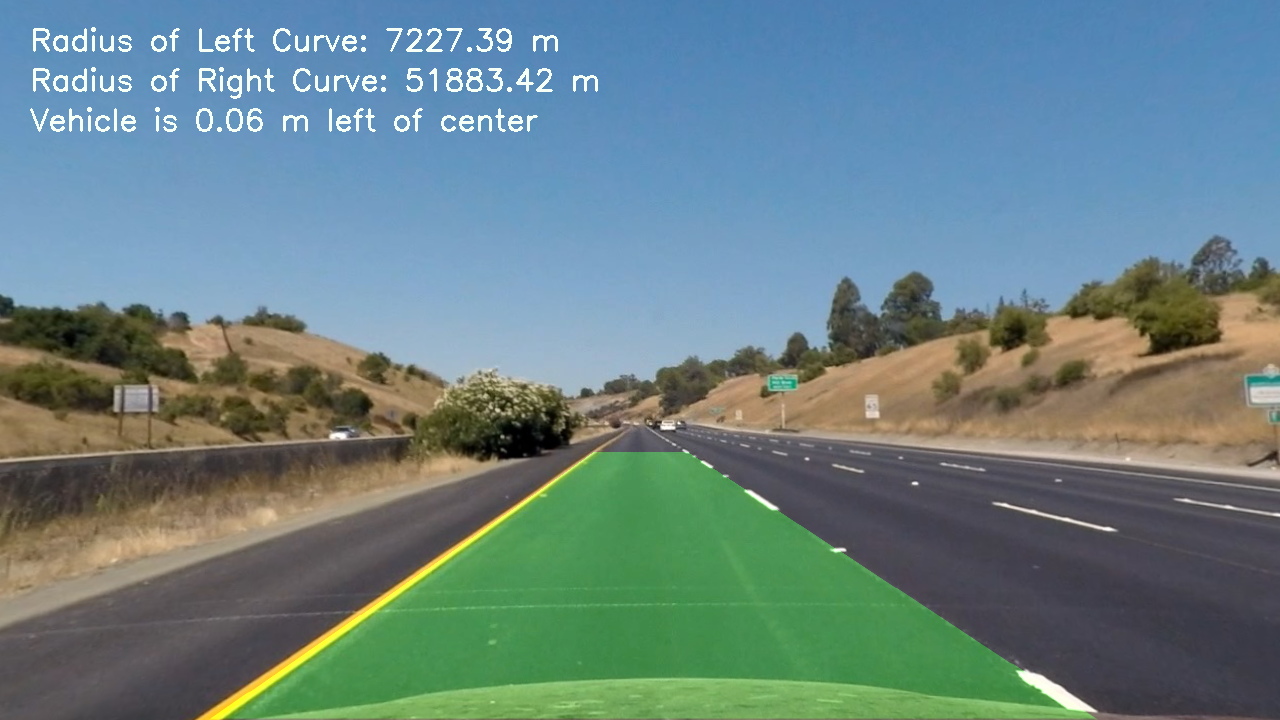 Radius of Left Curve: 7227.39 m
Radius of Right Curve: 51883.42 m
Vehicle is 0.06 m left of center